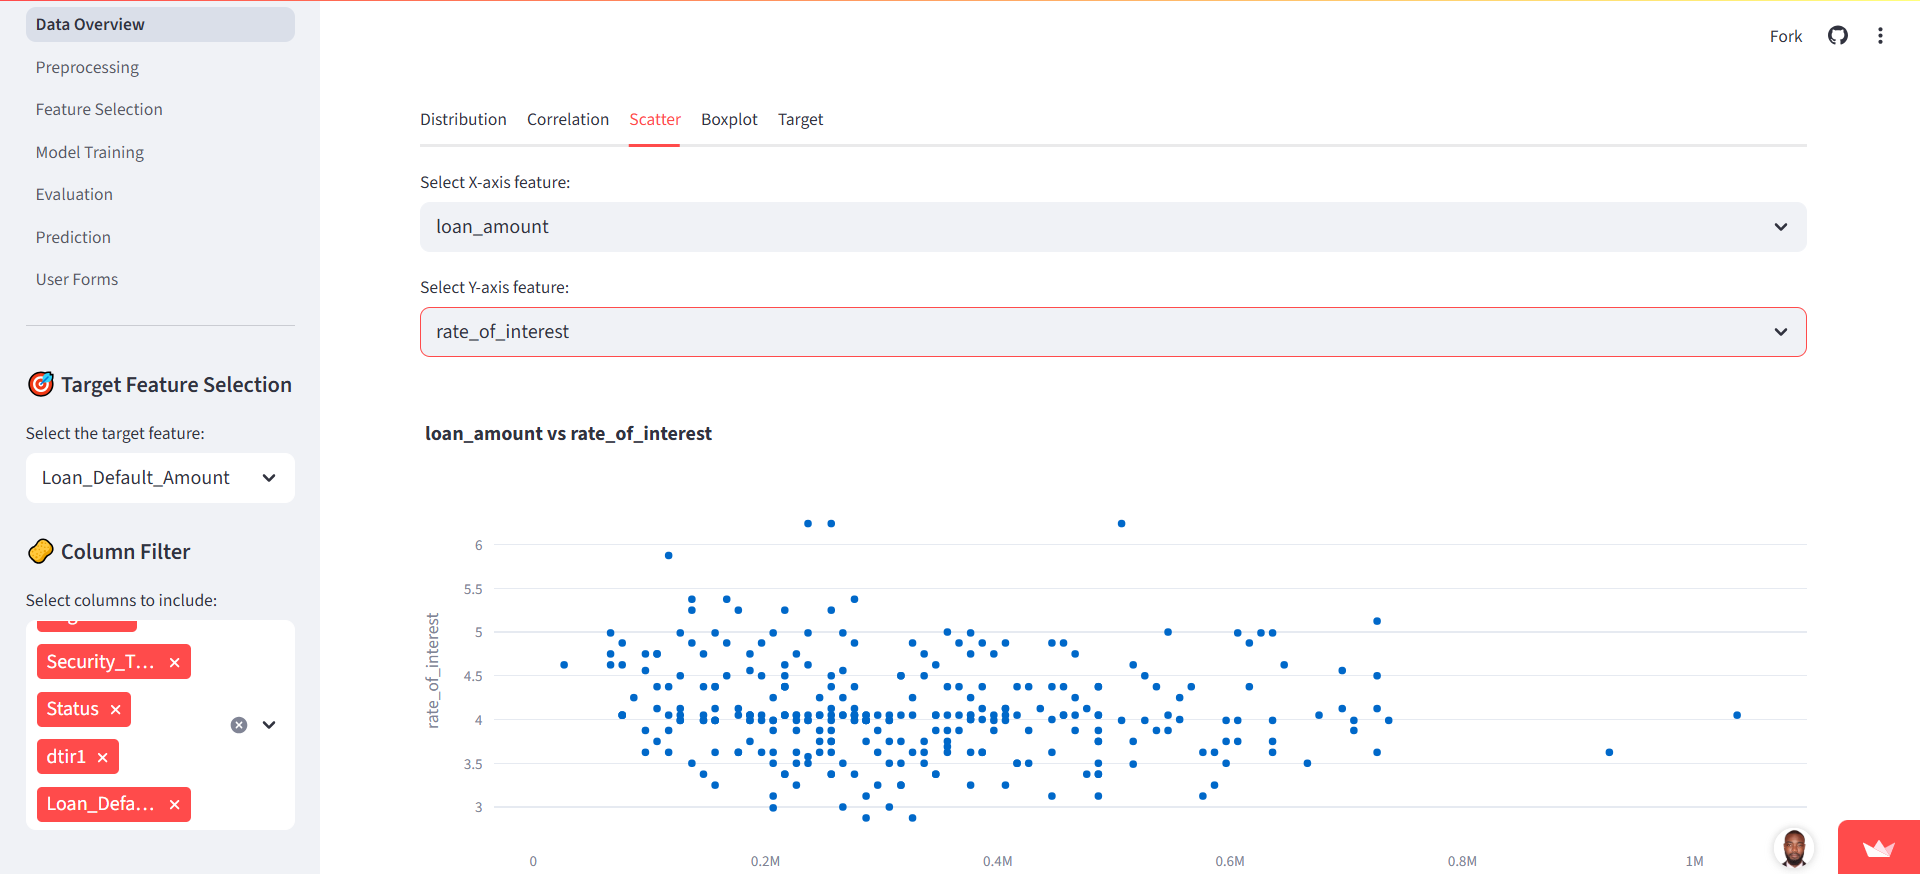 Data Overview
Preprocessing
Feature Selection
Model Training
Evaluation
Prediction
User Forms
Target Feature Selection
Select the target feature:
Loan_Default_Amount
Column Filter
Select columns to include:
Security_T...
Status
dtir1
Loan_Defa...
Fork
Distribution Correlation Scatter Boxplot Target
Select X-axis feature:
loan_amount
Select Y-axis feature:
rate_of_interest
loan_amount vs rate_of_interest
rate_of_interest
6
5.5
5
4.5
4
3.5
3
0 0.2M 0.4M 0.6M 0.8M 1M